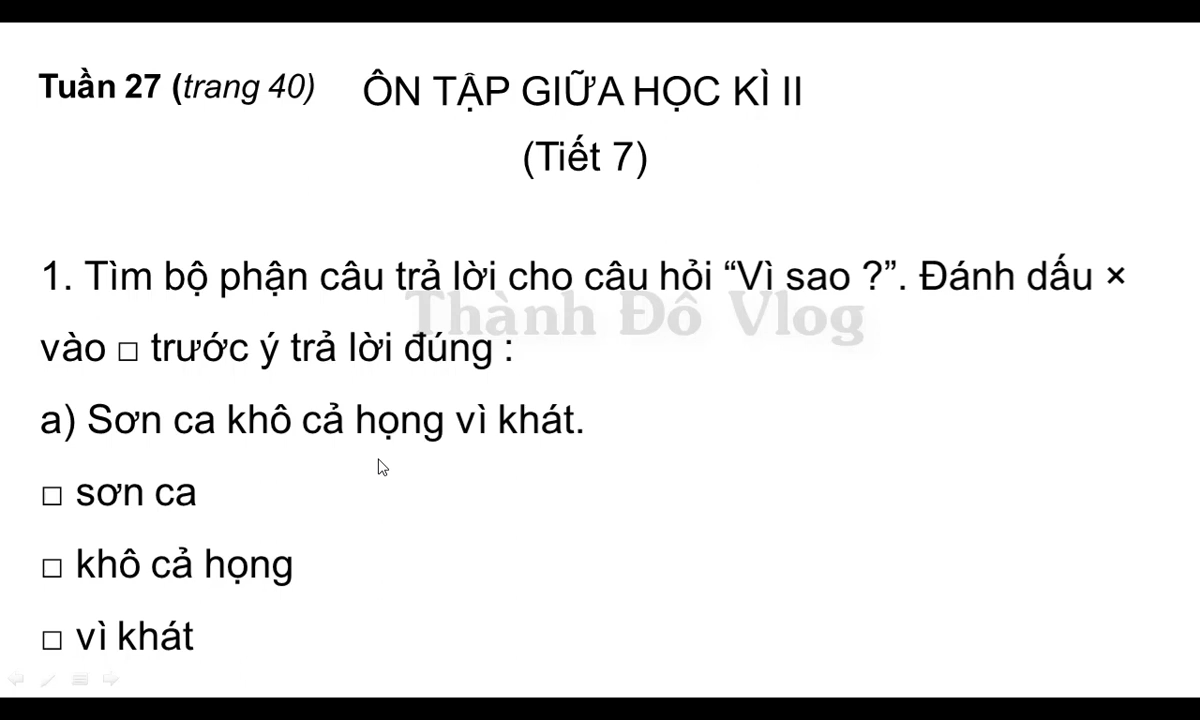 Tuần 27 (trang 40) ÔN TẬP GIỮA HỌC KÌ II
(Tiết 7)
1. Tìm bộ phận câu trả lời cho câu hỏi “Vì sao ?”. Đánh dấu ×
Thành Đô Vlog
vào □ trước ý trả lời đúng :
a) Sơn ca khô cả họng vì khát.
□ sơn ca
□ khô cả họng
□ vì khát